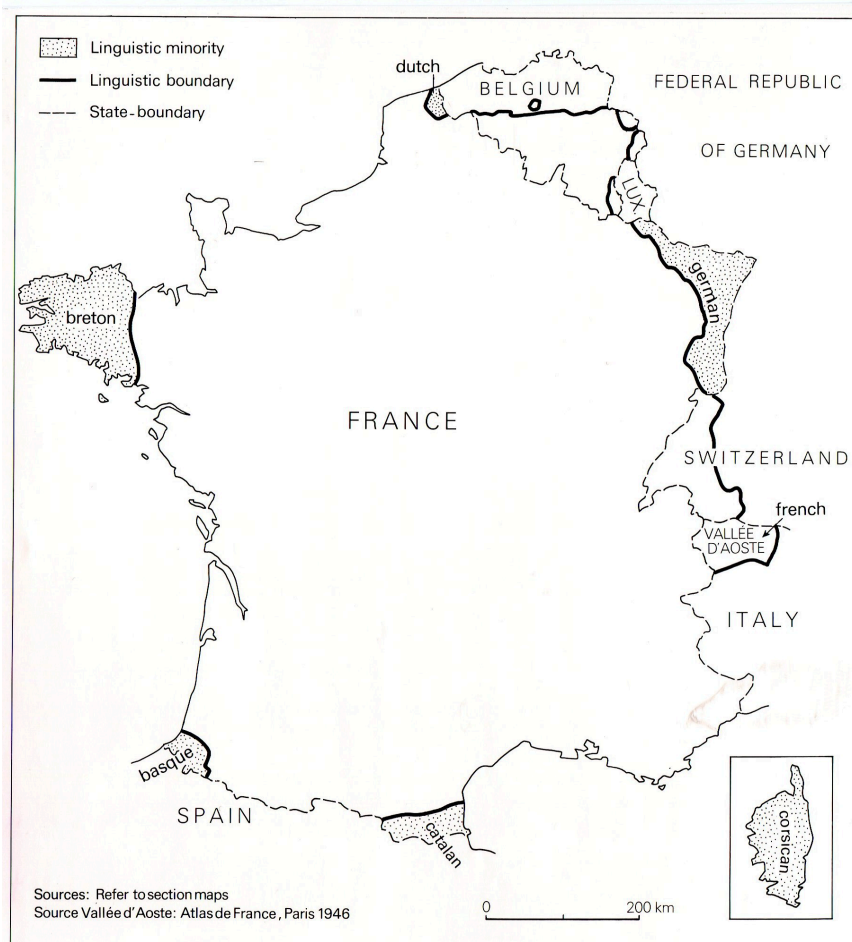 Linguistic minority
Linguistic boundary
State-boundary
dutch
BELGIUM
FEDERAL REPUBLIC
OF GERMANY
LUX
german
breton
FRANCE
SWITZERLAND
french
VALLÉE
D'AOSTE
ITALY
basque
SPAIN
catalan
corsican
Sources: Refer to section maps
Source Vallée d'Aoste: Atlas de France, Paris 1946
0
200 km